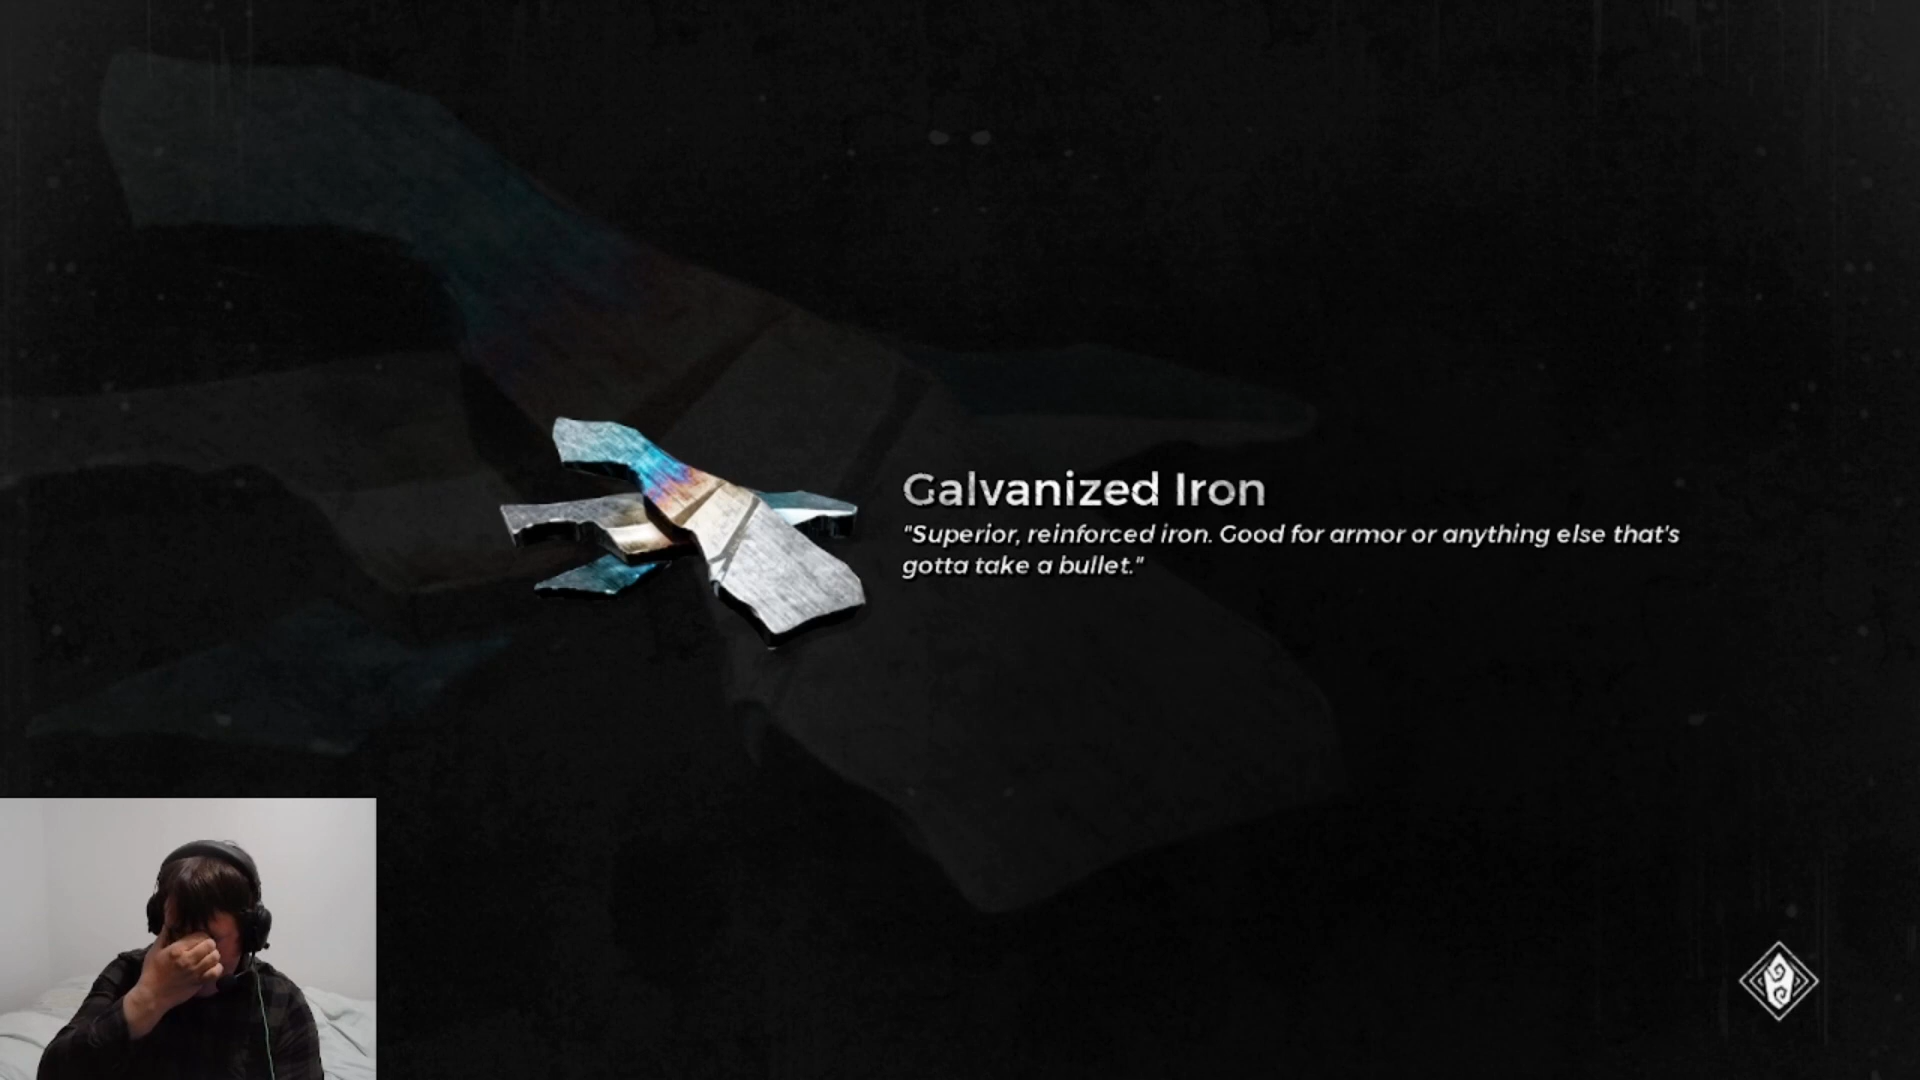 Galvanized Iron
"Superior, reinforced iron. Good for armor or anything else that's
gotta take a bullet."